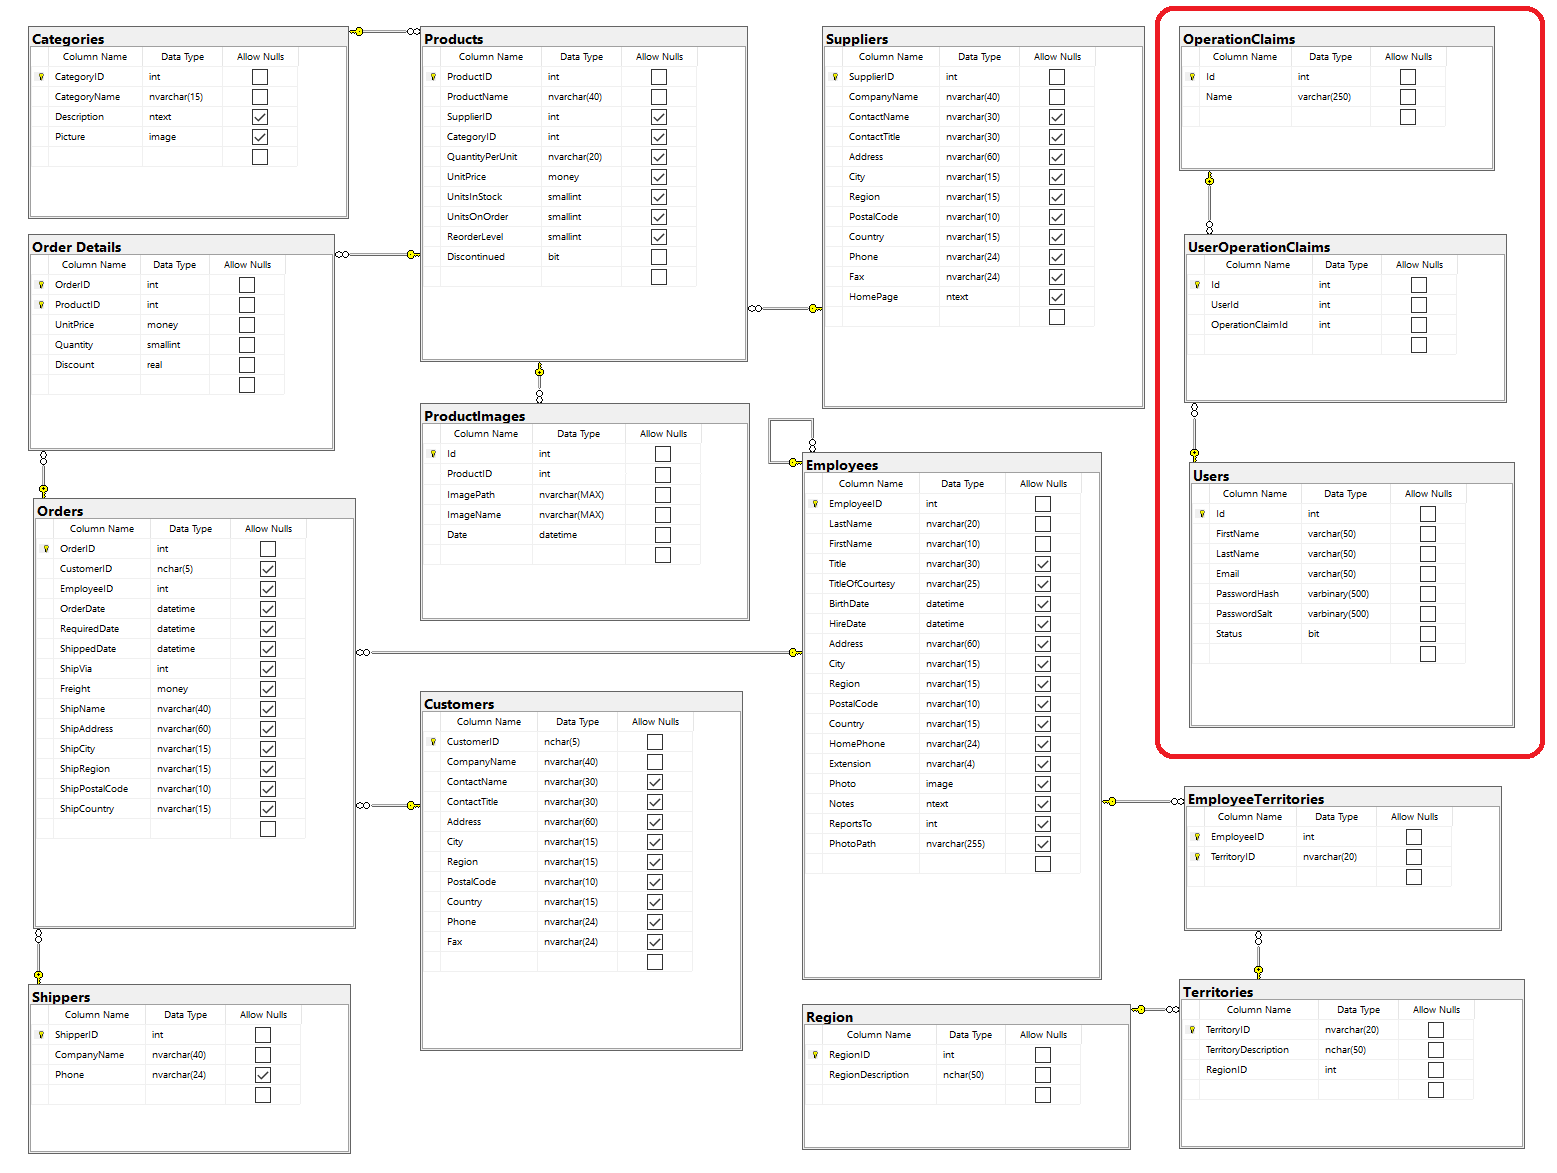 Categories
Column Name Data Type Allow Nulls
CategoryID int
CategoryName nvarchar(15)
Description ntext
Picture image
Products
Column Name Data Type Allow Nulls
ProductID int
ProductName nvarchar(40)
SupplierID int
CategoryID int
QuantityPerUnit nvarchar(20)
UnitPrice money
UnitsInStock smallint
UnitsOnOrder smallint
ReorderLevel smallint
Discontinued bit
Suppliers
Column Name Data Type Allow Nulls
SupplierID int
CompanyName nvarchar(40)
ContactName nvarchar(30)
ContactTitle nvarchar(30)
Address nvarchar(60)
City nvarchar(15)
Region nvarchar(15)
PostalCode nvarchar(10)
Country nvarchar(15)
Phone nvarchar(24)
Fax nvarchar(24)
HomePage ntext
OperationClaims
Column Name Data Type Allow Nulls
Id int
Name varchar(250)
Order Details
Column Name Data Type Allow Nulls
OrderID int
ProductID int
UnitPrice money
Quantity smallint
Discount real
UserOperationClaims
Column Name Data Type Allow Nulls
Id int
UserId int
OperationClaimId int
ProductImages
Column Name Data Type Allow Nulls
Id int
ProductID int
ImagePath nvarchar(MAX)
ImageName nvarchar(MAX)
Date datetime
Employees
Column Name Data Type Allow Nulls
EmployeeID int
LastName nvarchar(20)
FirstName nvarchar(10)
Title nvarchar(30)
TitleOfCourtesy nvarchar(25)
BirthDate datetime
HireDate datetime
Address nvarchar(60)
City nvarchar(15)
Region nvarchar(15)
PostalCode nvarchar(10)
Country nvarchar(15)
HomePhone nvarchar(24)
Extension nvarchar(4)
Photo image
Notes ntext
ReportsTo int
PhotoPath nvarchar(255)
Users
Column Name Data Type Allow Nulls
Id int
FirstName varchar(50)
LastName varchar(50)
Email varchar(50)
PasswordHash varbinary(500)
PasswordSalt varbinary(500)
Status bit
Orders
Column Name Data Type Allow Nulls
OrderID int
CustomerID nchar(5)
EmployeeID int
OrderDate datetime
RequiredDate datetime
ShippedDate datetime
ShipVia int
Freight money
ShipName nvarchar(40)
ShipAddress nvarchar(60)
ShipCity nvarchar(15)
ShipRegion nvarchar(15)
ShipPostalCode nvarchar(10)
ShipCountry nvarchar(15)
Customers
Column Name Data Type Allow Nulls
CustomerID nchar(5)
CompanyName nvarchar(40)
ContactName nvarchar(30)
ContactTitle nvarchar(30)
Address nvarchar(60)
City nvarchar(15)
Region nvarchar(15)
PostalCode nvarchar(10)
Country nvarchar(15)
Phone nvarchar(24)
Fax nvarchar(24)
EmployeeTerritories
Column Name Data Type Allow Nulls
EmployeeID int
TerritoryID nvarchar(20)
Shippers
Column Name Data Type Allow Nulls
ShipperID int
CompanyName nvarchar(40)
Phone nvarchar(24)
Region
Column Name Data Type Allow Nulls
RegionID int
RegionDescription nchar(50)
Territories
Column Name Data Type Allow Nulls
TerritoryID nvarchar(20)
TerritoryDescription nchar(50)
RegionID int